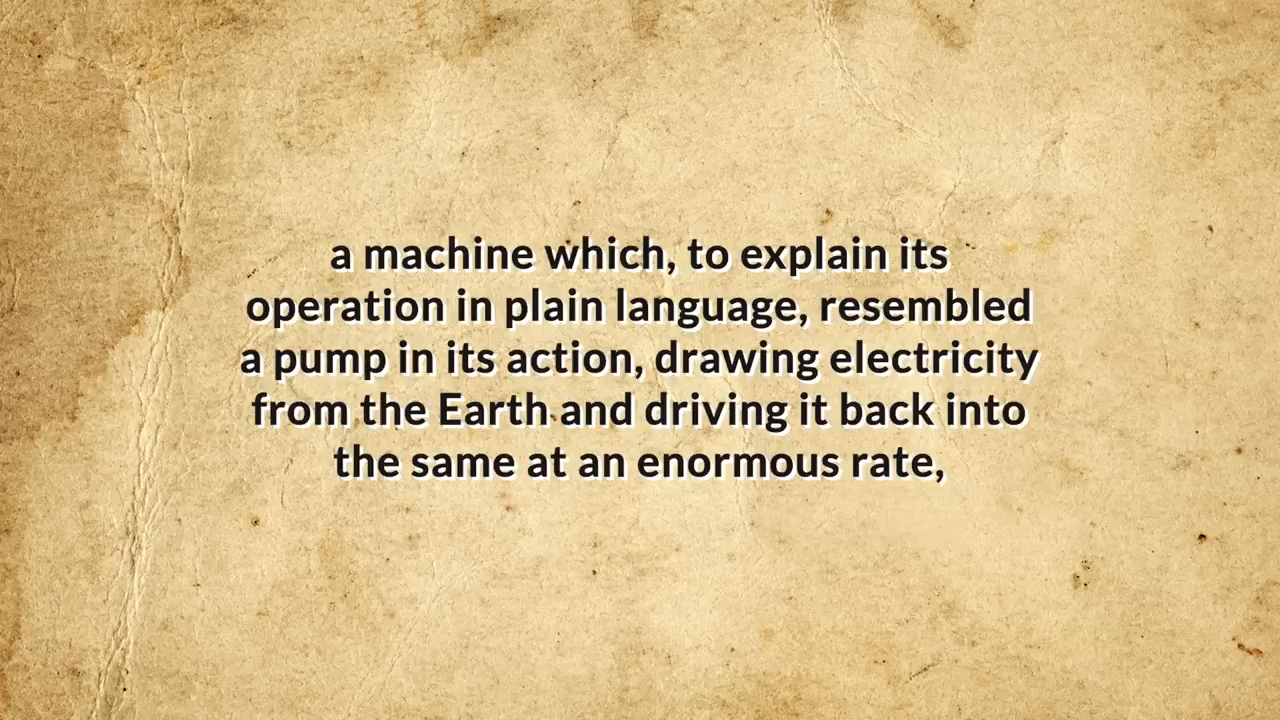 a machine which, to explain its
operation in plain language, resembled
a pump in its action, drawing electricity
from the Earth and driving it back into
the same at an enormous rate,